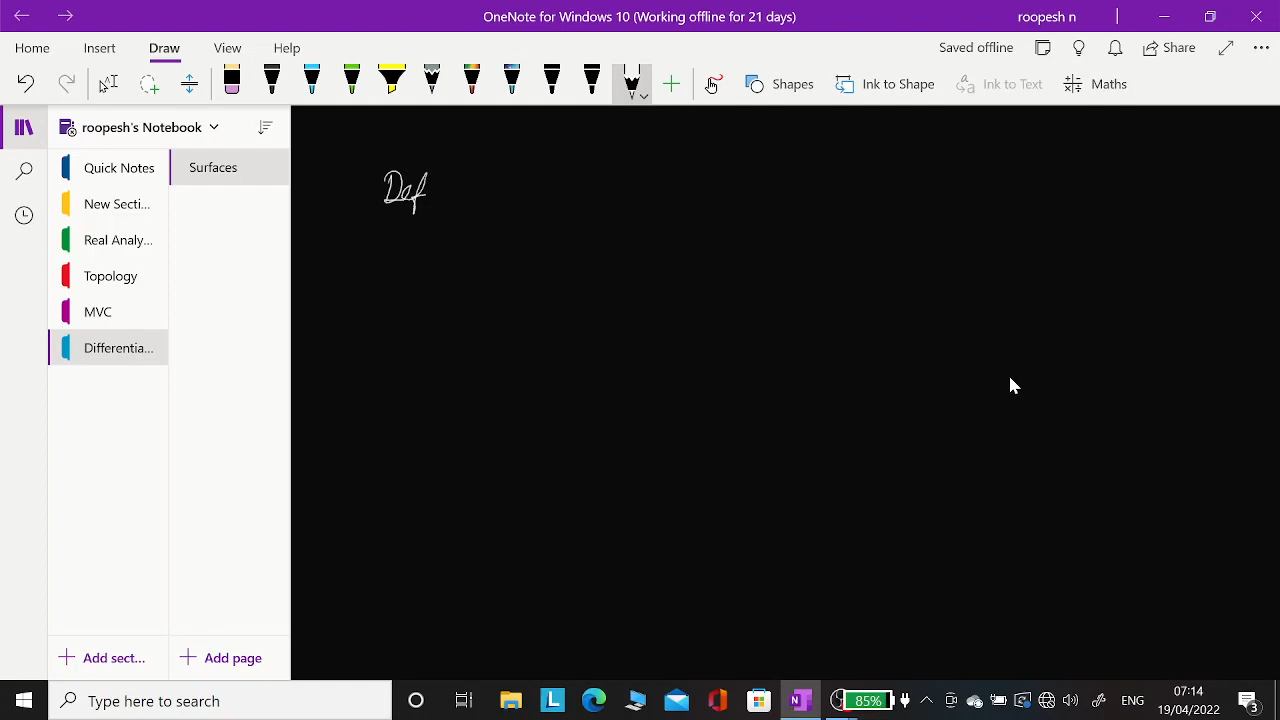 OneNote for Windows 10 (Working offline for 21 days)
roopesh n
Home Insert Draw View Help
Saved offline
Share
Shapes
Ink to Shape
Ink to Text
Maths
roopesh's Notebook
Quick Notes
New Secti...
Real Analy...
Topology
MVC
Differentia...
Surfaces
Def
Add sect...
Add page
Type here to search
L
N
85%
ENG
07:14
19/04/2022
3